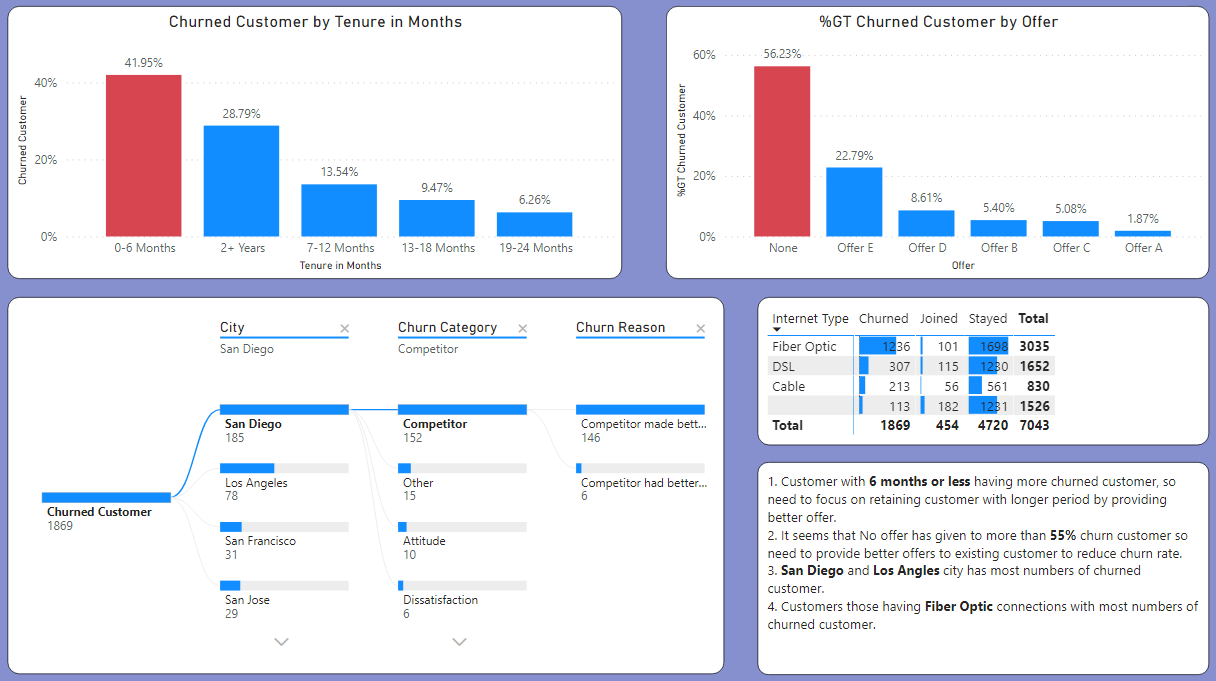 Churned Customer by Tenure in Months
Churned Customer
40%
20%
0%
41.95%
28.79%
13.54%
9.47%
6.26%
0-6 Months
2+ Years
7-12 Months
13-18 Months
19-24 Months
Tenure in Months
%GT Churned Customer by Offer
%GT Churned Customer
60%
40%
20%
0%
56.23%
22.79%
8.61%
5.40%
5.08%
1.87%
None
Offer E
Offer D
Offer B
Offer C
Offer A
Offer
City
San Diego
Churn Category
Competitor
Churn Reason
Churned Customer
1869
San Diego
185
Los Angeles
78
San Francisco
31
San Jose
29
Competitor
152
Other
15
Attitude
10
Dissatisfaction
6
Competitor made bett...
146
Competitor had better...
6
Internet Type Churned Joined Stayed Total
Fiber Optic 1236 101 1698 3035
DSL 307 115 1230 1652
Cable 213 56 561 830
113 182 1231 1526
Total 1869 454 4720 7043
1. Customer with 6 months or less having more churned customer, so
need to focus on retaining customer with longer period by providing
better offer.
2. It seems that No offer has given to more than 55% churn customer so
need to provide better offers to existing customer to reduce churn rate.
3. San Diego and Los Angles city has most numbers of churned
customer.
4. Customers those having Fiber Optic connections with most numbers of
churned customer.